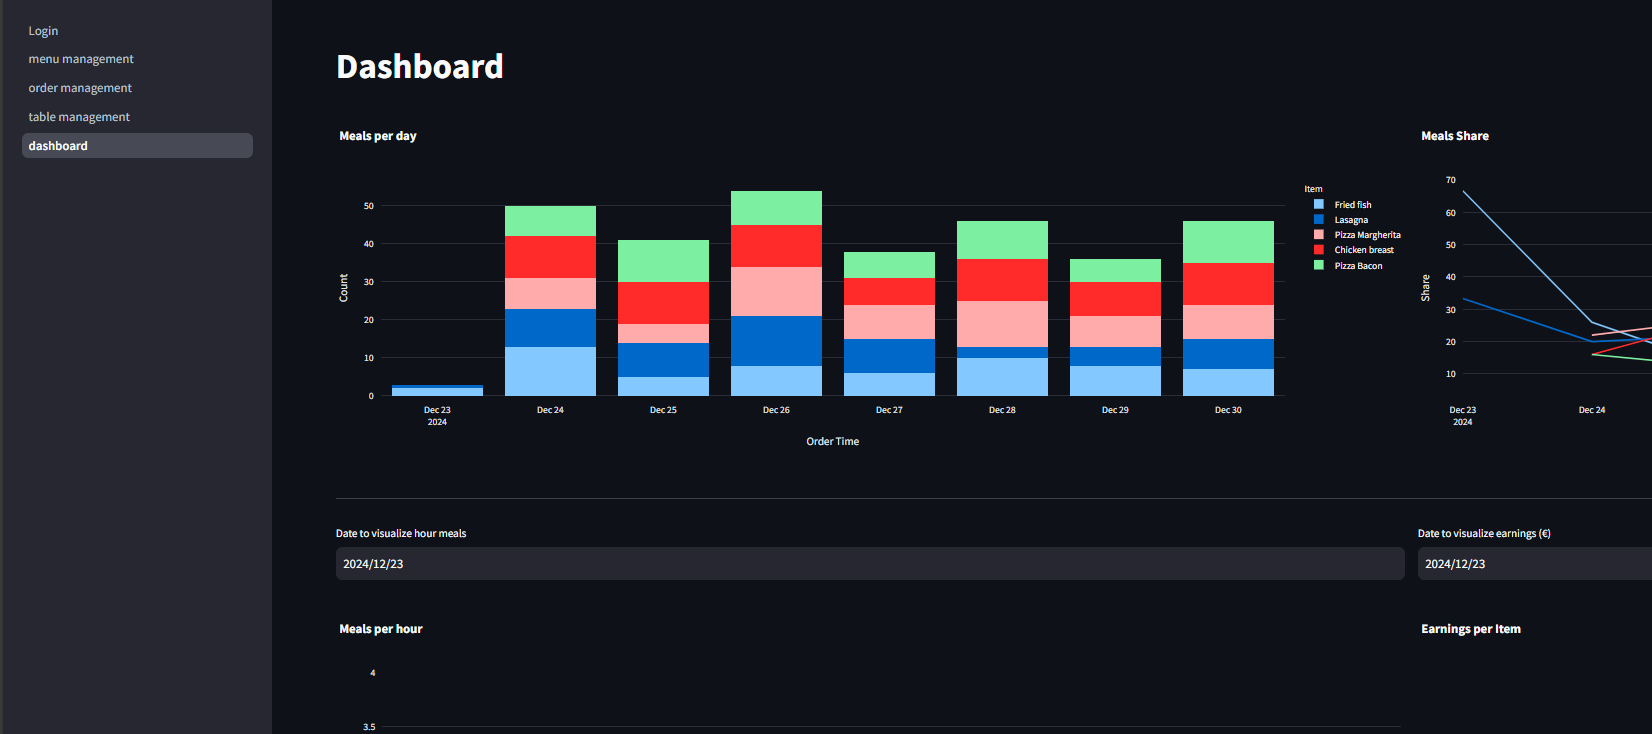 Login
menu management
order management
table management
dashboard
Dashboard
Meals per day
50
40
30
20
10
0
Count
Dec 23
2024
Dec 24
Dec 25
Dec 26
Dec 27
Dec 28
Dec 29
Dec 30
Order Time
Item
Fried fish
Lasagna
Pizza Margherita
Chicken breast
Pizza Bacon
Meals Share
70
60
50
40
30
20
10
Share
Dec 23
2024
Dec 24
Date to visualize hour meals
2024/12/23
Date to visualize earnings (€)
2024/12/23
Meals per hour
4
3.5
Earnings per Item